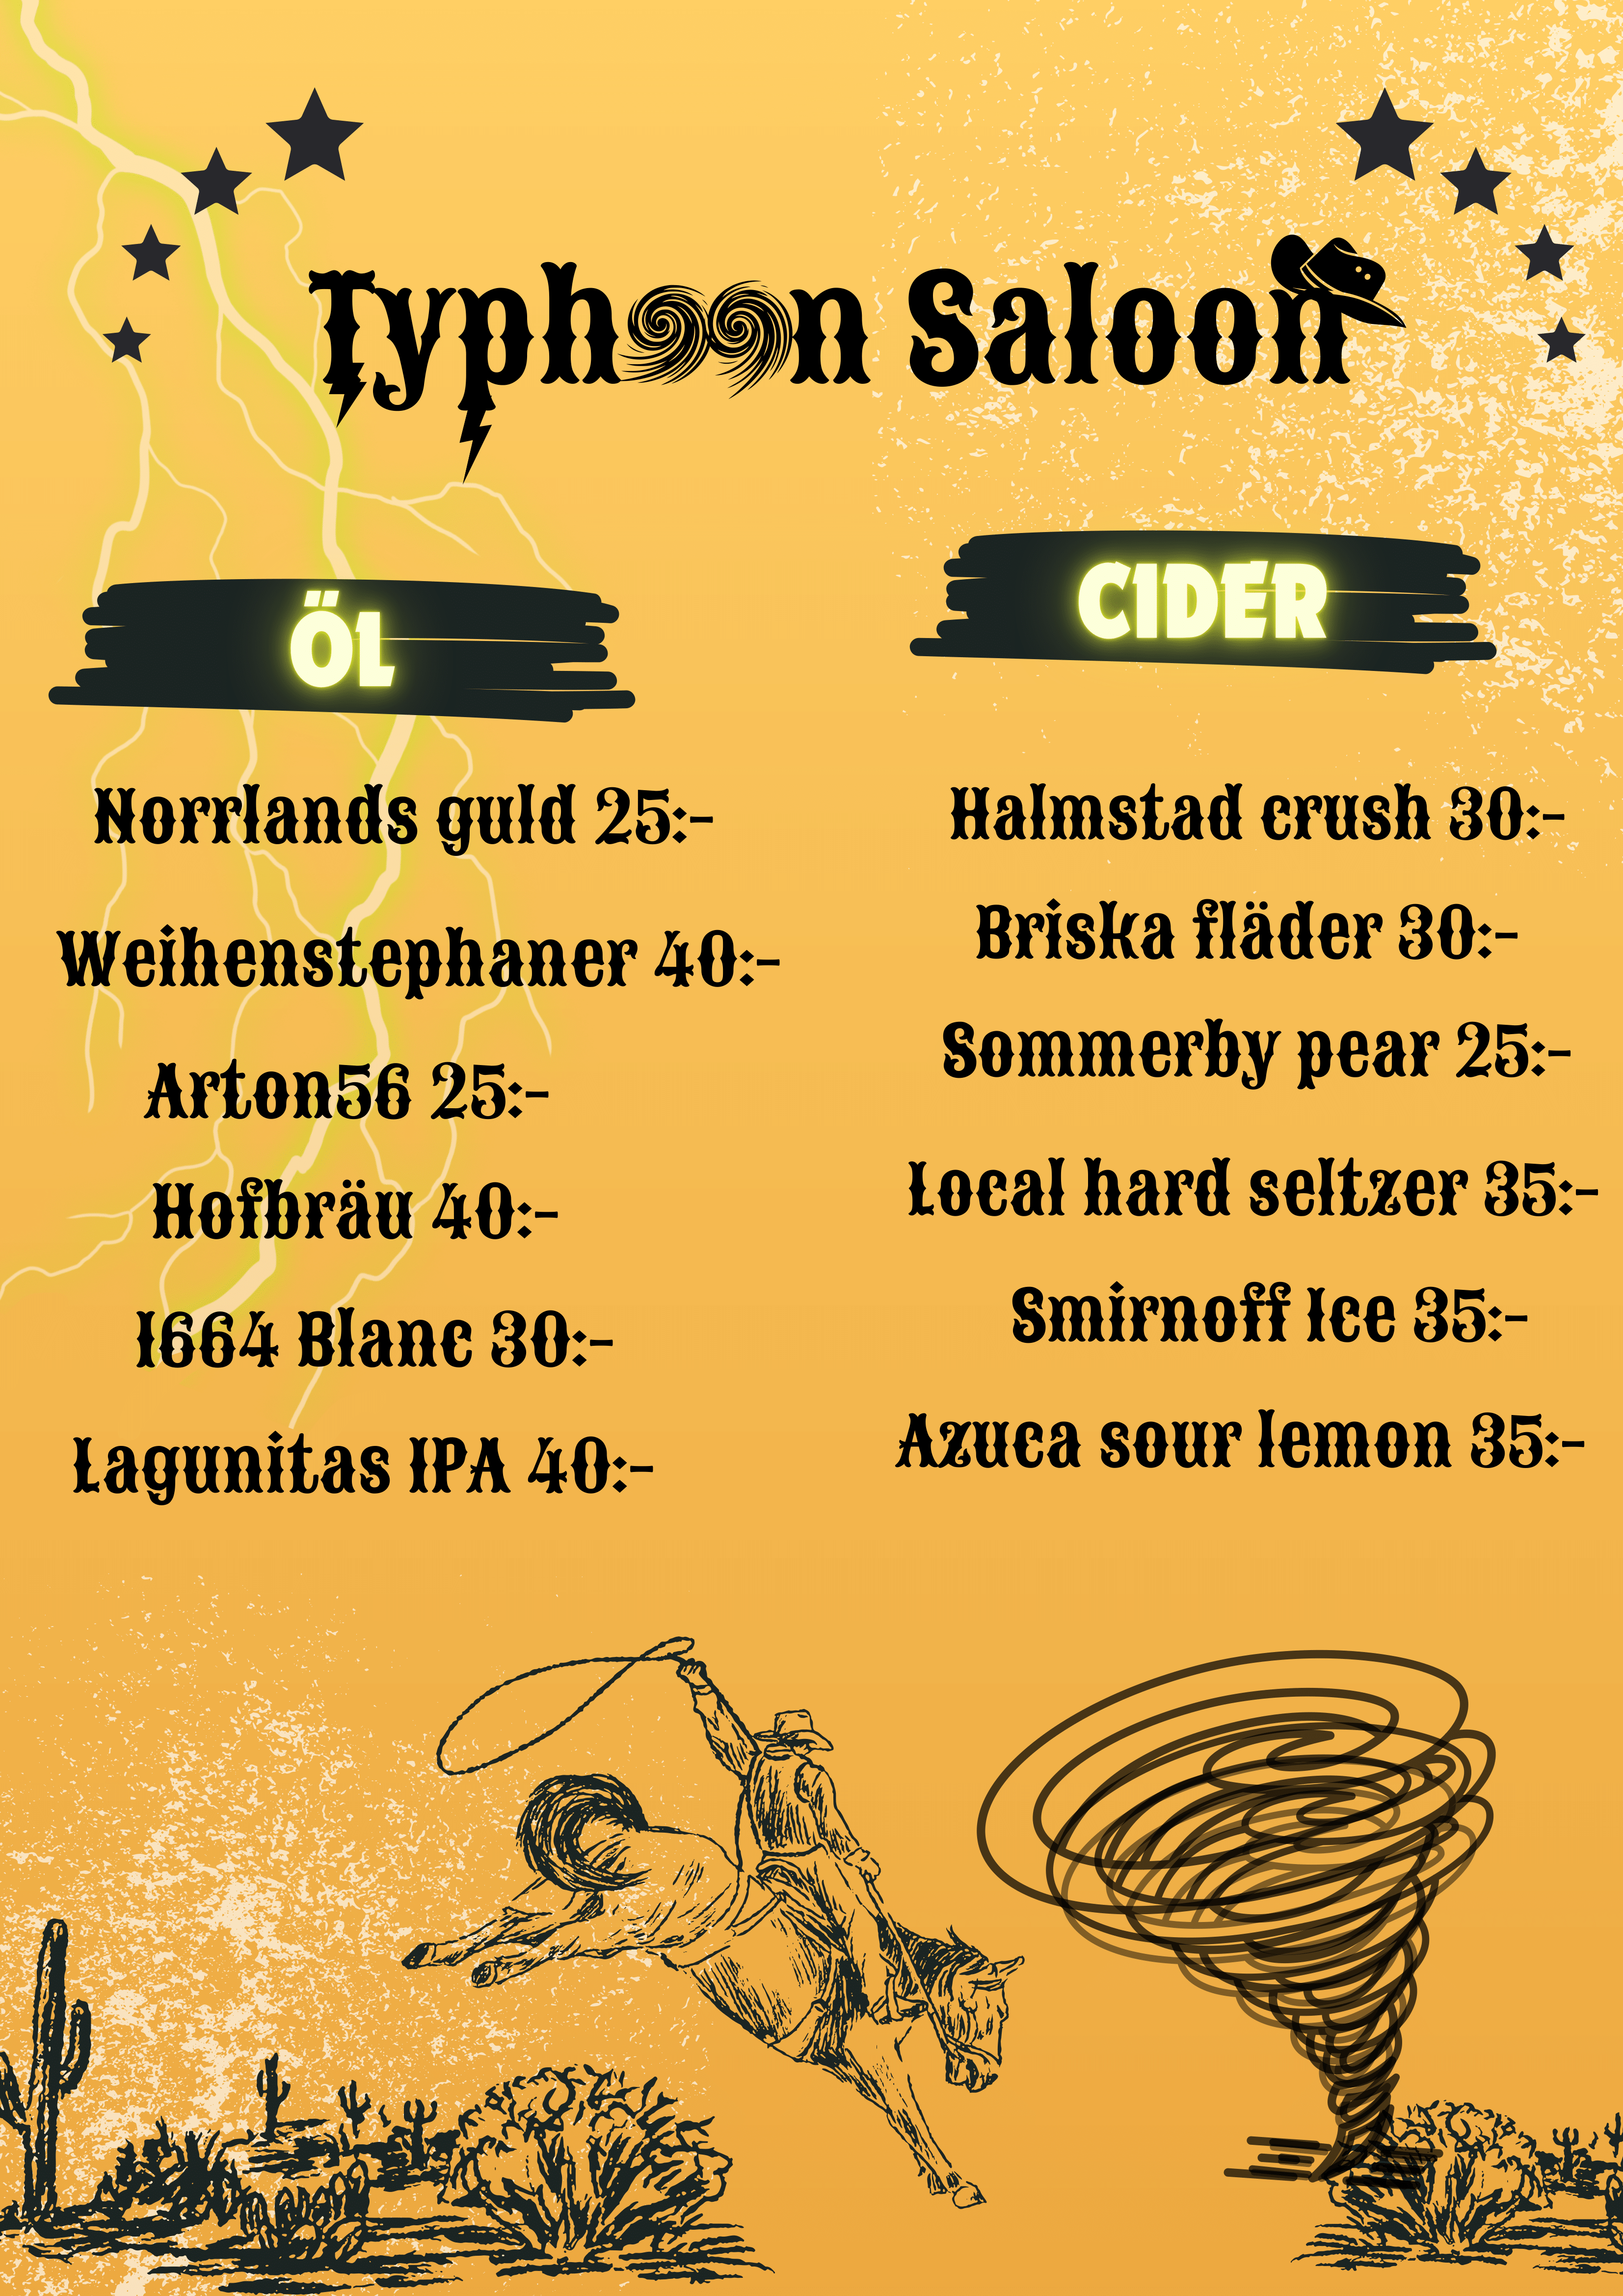 Typhoon Saloon
ÖL
Norrlands guld 25:-
Weihenstephaner 40:-
Arton56 25:-
Hofbräu 40:-
1664 Blanc 30:-
Lagunitas IPA 40:-
CIDER
Halmstad crush 30:-
Briska fläder 30:-
Sommerby pear 25:-
Local hard seltzer 35:-
Smirnoff Ice 35:-
Azuca sour lemon 35:-